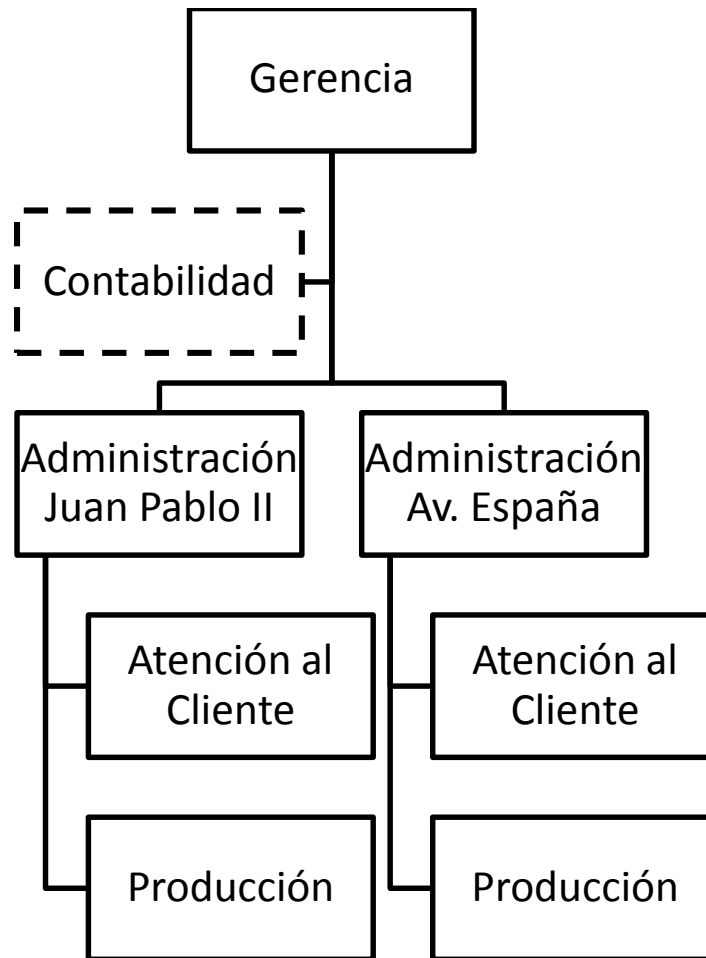 Gerencia
Contabilidad
Administración
Juan Pablo II
Administración
Av. España
Atención al
Cliente
Atención al
Cliente
Producción
Producción